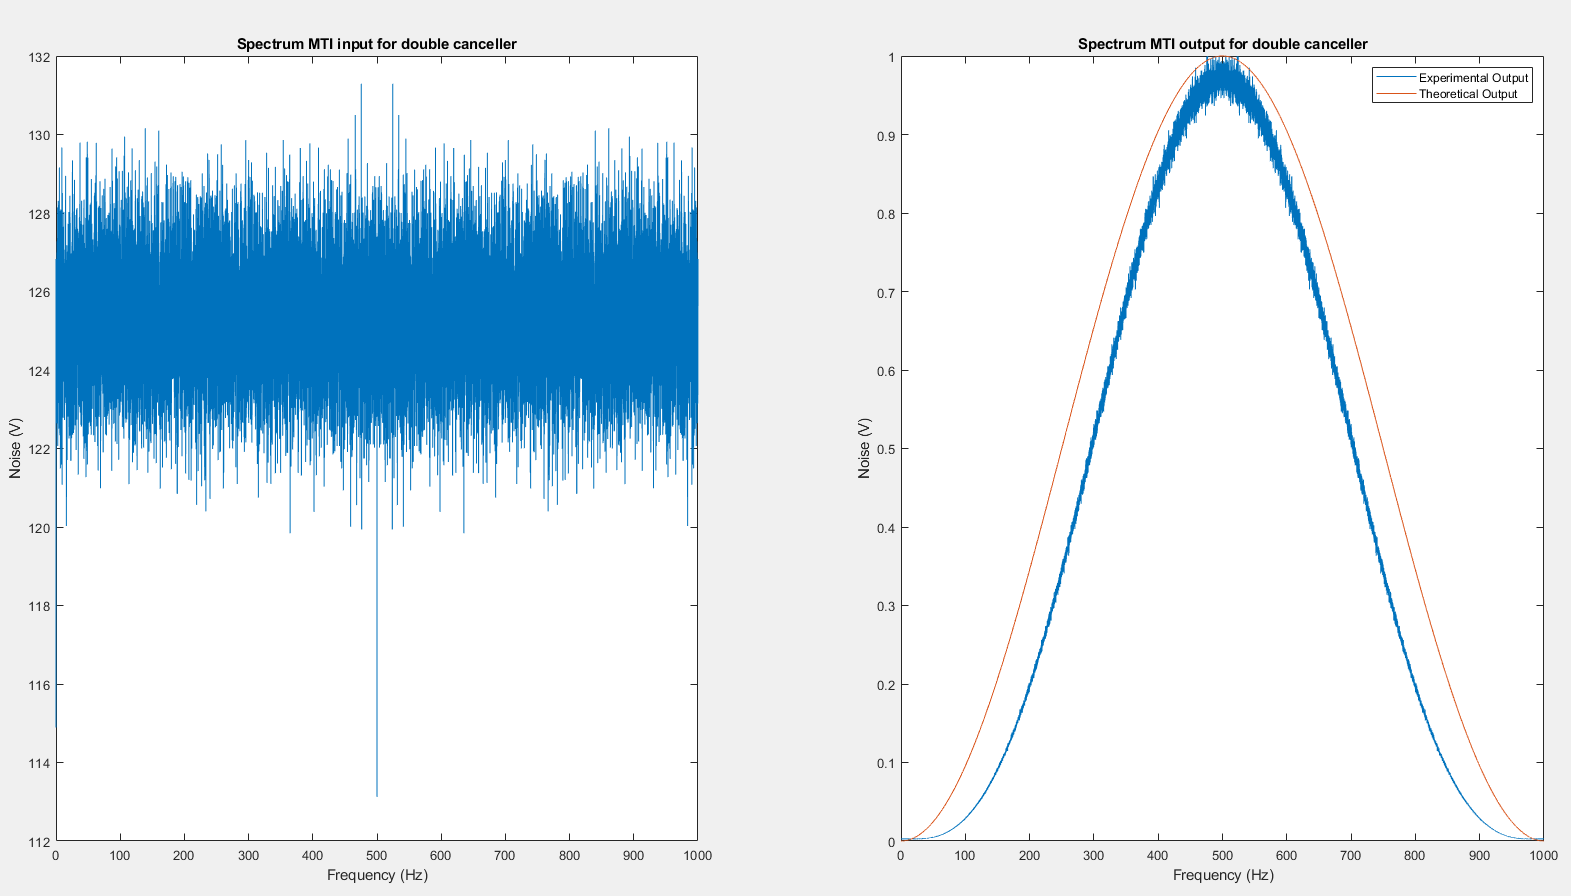 Spectrum MTI input for double canceller
132
130
128
126
124
122
120
118
116
114
112
Noise (V)
0 100 200 300 400 500 600 700 800 900 1000
Frequency (Hz)
Spectrum MTI output for double canceller
1
0.9
0.8
0.7
0.6
0.5
0.4
0.3
0.2
0.1
0
Noise (V)
Experimental Output
Theoretical Output
0 100 200 300 400 500 600 700 800 900 1000
Frequency (Hz)